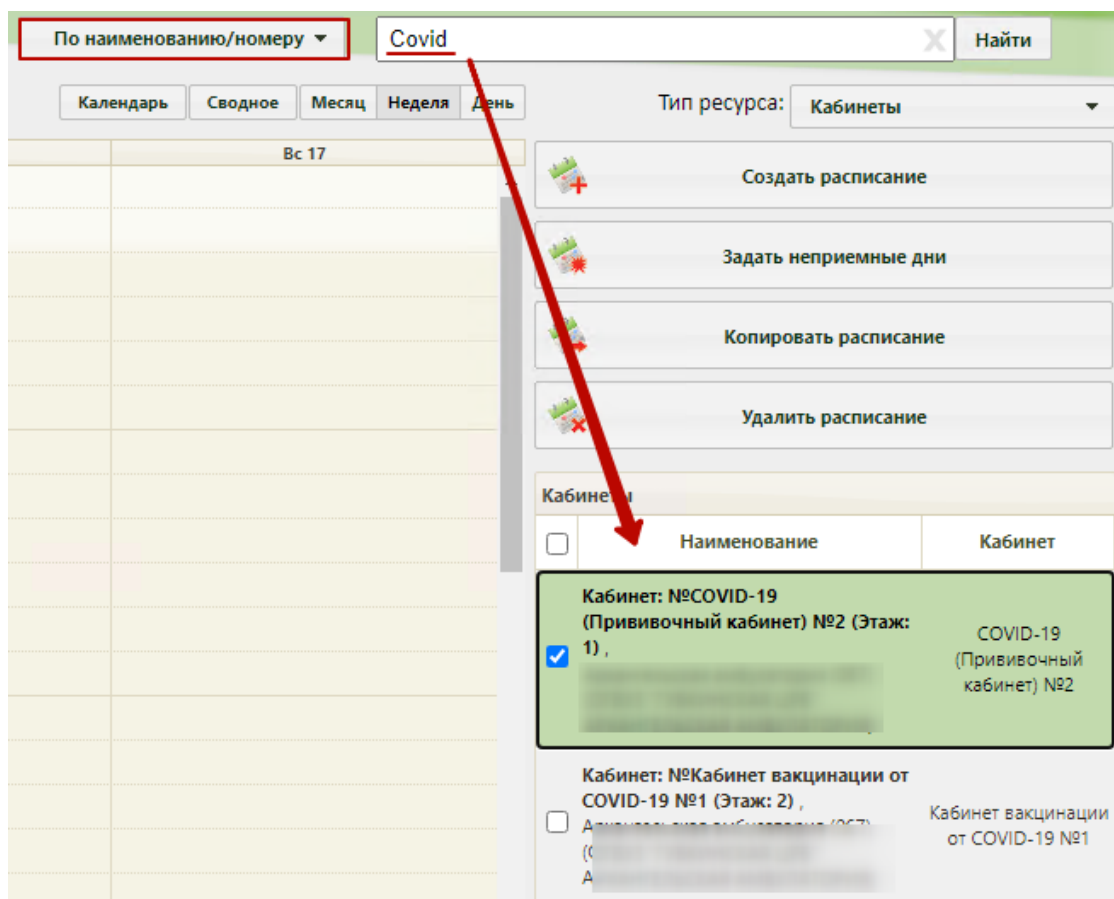 По наименованию/номеру
Covid
X
Найти
Календарь
Сводное
Месяц
Неделя
День
Тип ресурса:
Кабинеты
Вс 17
Создать расписание
Задать неприемные дни
Копировать расписание
Удалить расписание
Кабинеты
Наименование
Кабинет
Кабинет: №COVID-19
(Прививочный кабинет) №2 (Этаж:
1) ,
COVID-19
(Прививочный
кабинет) №2
Кабинет: №Кабинет вакцинации от
COVID-19 №1 (Этаж: 2) ,
Кабинет вакцинации
от COVID-19 №1